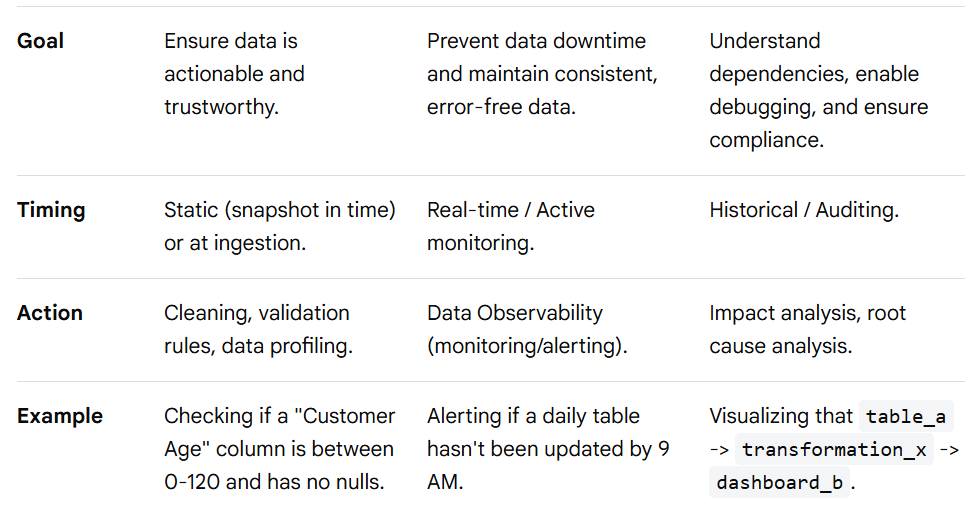 Goal
Ensure data is
actionable and
trustworthy.
Prevent data downtime
and maintain consistent,
error-free data.
Understand
dependencies, enable
debugging, and ensure
compliance.
Timing
Static (snapshot in time)
or at ingestion.
Real-time / Active
monitoring.
Historical / Auditing.
Action
Cleaning, validation
rules, data profiling.
Data Observability
(monitoring/alerting).
Impact analysis, root
cause analysis.
Example
Checking if a "Customer
Age" column is between
0-120 and has no nulls.
Alerting if a daily table
hasn't been updated by 9
AM.
Visualizing that table_a
-> transformation_x ->
dashboard_b.